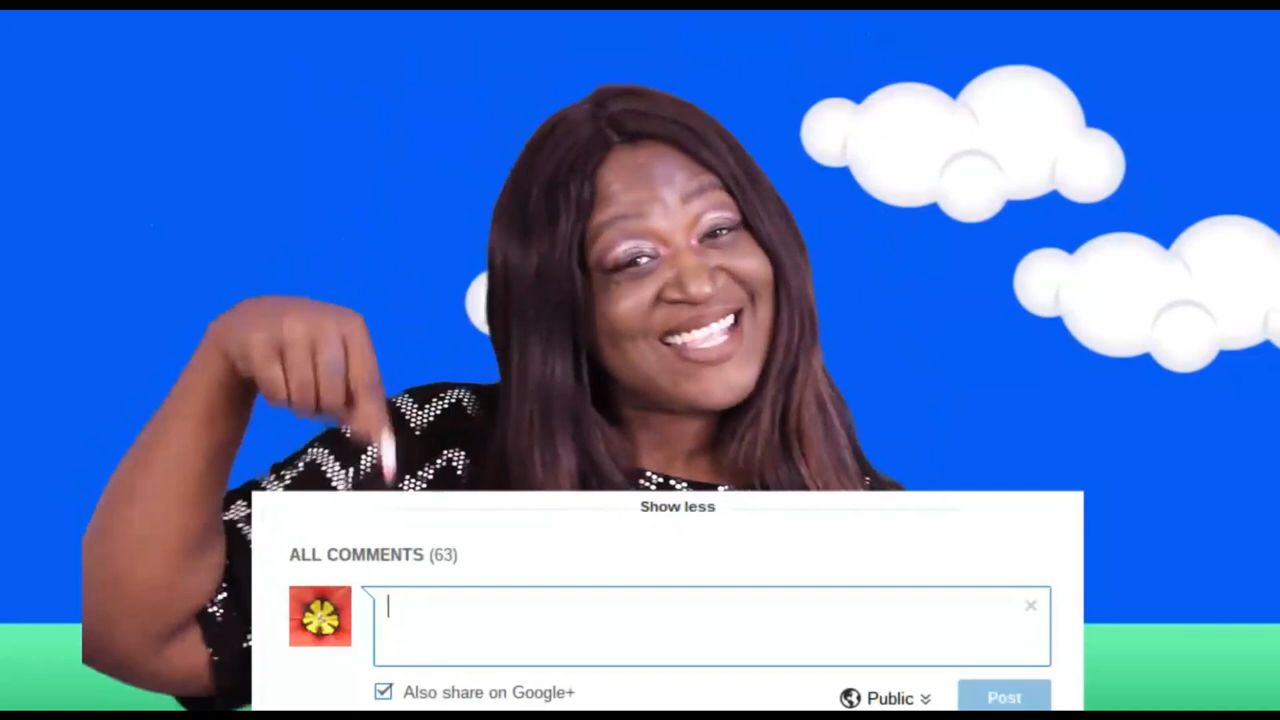 Show less
ALL COMMENTS (63)
Also share on Google+
Public
Post